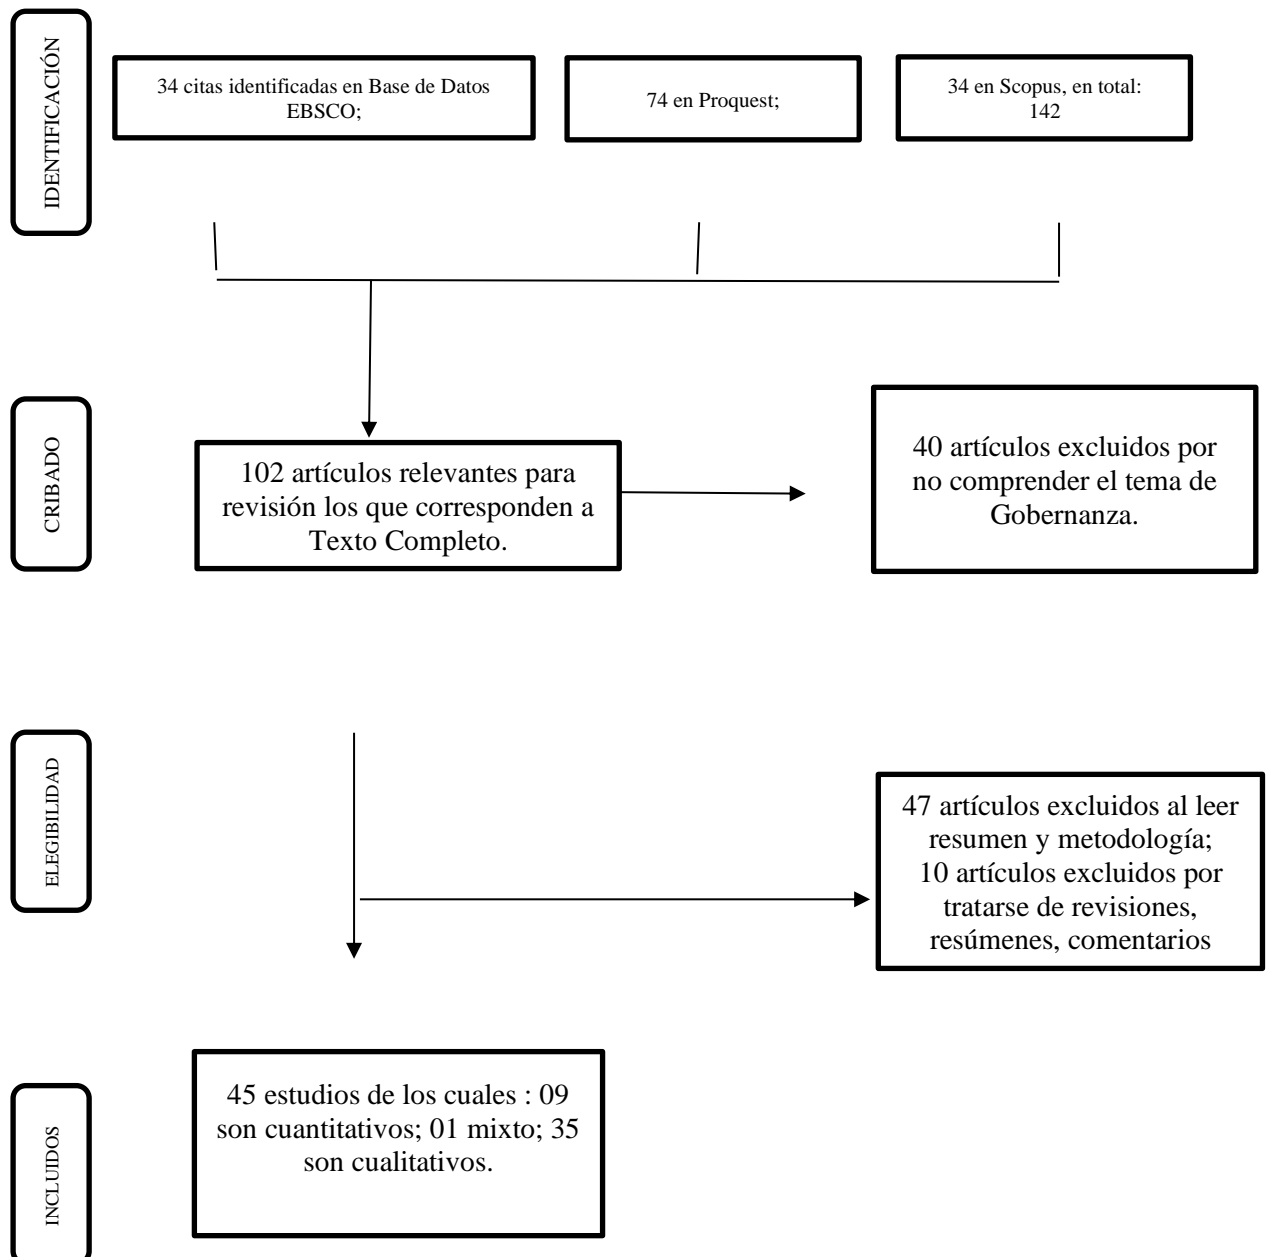 IDENTIFICACIÓN
34 citas identificadas en Base de Datos
EBSCO;
74 en Proquest;
34 en Scopus, en total:
142
CRIBADO
102 artículos relevantes para
revisión los que corresponden a
Texto Completo.
40 artículos excluidos por
no comprender el tema de
Gobernanza.
ELEGIBILIDAD
47 artículos excluidos al leer
resumen y metodología;
10 artículos excluidos por
tratarse de revisiones,
resúmenes, comentarios
INCLUIDOS
45 estudios de los cuales : 09
son cuantitativos; 01 mixto; 35
son cualitativos.